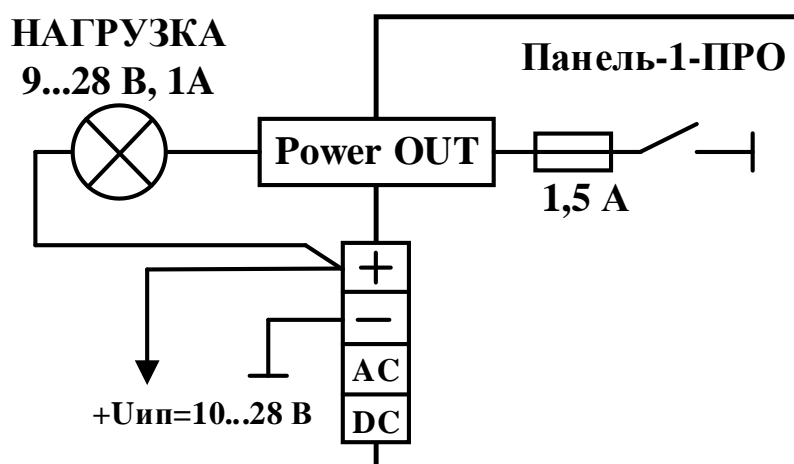 НАГРУЗКА
9...28 В, 1А
Панель-1-ПРО
Power OUT
1,5 А
+
−
AC
DC
+Uип=10...28 В